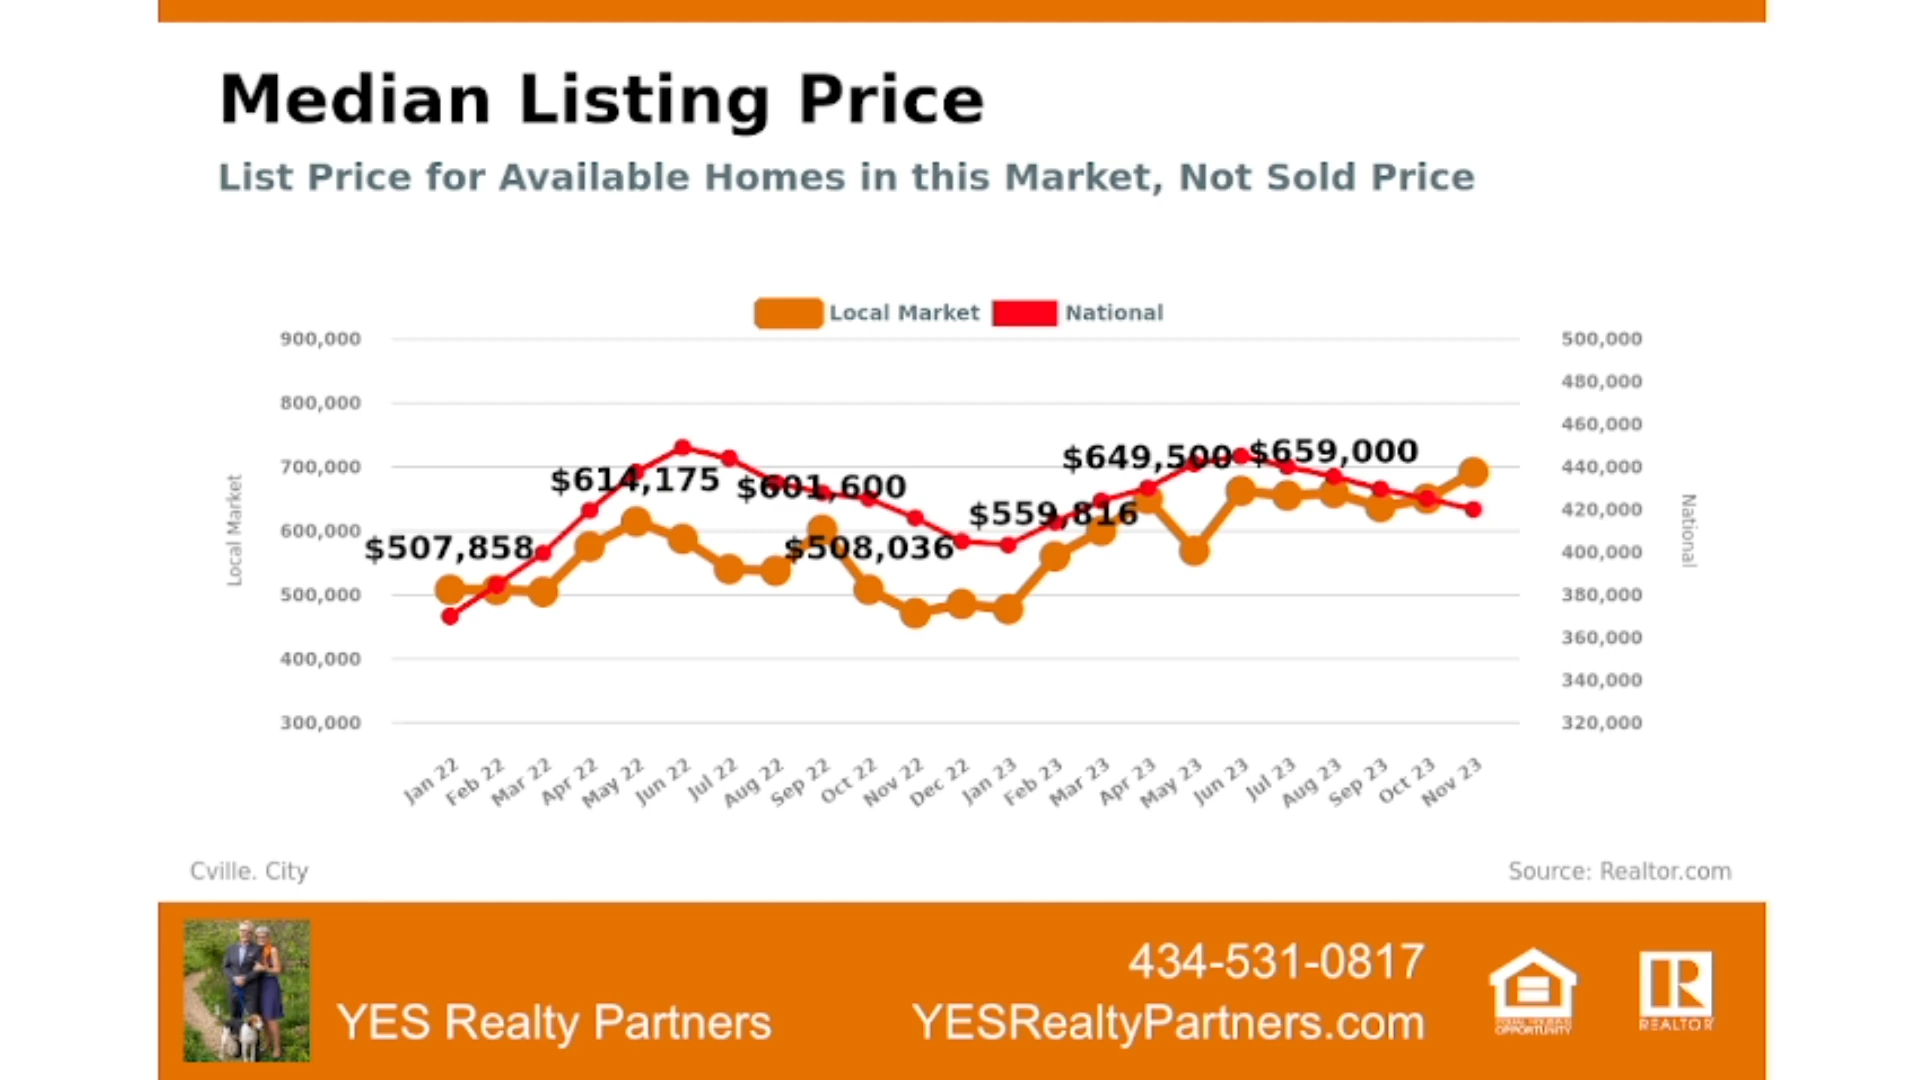 Median Listing Price
List Price for Available Homes in this Market, Not Sold Price
Local Market National
900,000
800,000
700,000
600,000
500,000
400,000
300,000
Local Market
$507,858
$614,175
$601,600
$508,036
$559,816
$649,500
$659,000
500,000
480,000
460,000
440,000
420,000
400,000
380,000
360,000
340,000
320,000
National
Jan 22 Feb 22 Mar 22 Apr 22 May 22 Jun 22 Jul 22 Aug 22 Sep 22 Oct 22 Nov 22 Dec 22 Jan 23 Feb 23 Mar 23 Apr 23 May 23 Jun 23 Jul 23 Aug 23 Sep 23 Oct 23 Nov 23
Cville. City
Source: Realtor.com
434-531-0817
YES Realty Partners
YESRealtyPartners.com
OPPORTUNITY
REALTOR